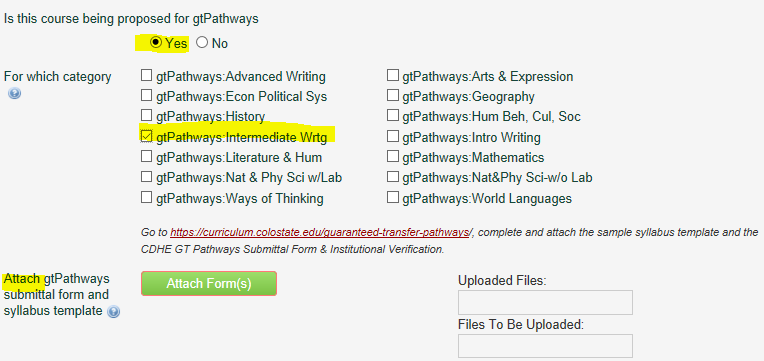 Is this course being proposed for gtPathways
Yes No
For which category
gtPathways:Advanced Writing gtPathways:Arts & Expression
gtPathways:Econ Political Sys gtPathways:Geography
gtPathways:History gtPathways:Hum Beh, Cul, Soc
gtPathways:Intermediate Wrtg gtPathways:Intro Writing
gtPathways:Literature & Hum gtPathways:Mathematics
gtPathways:Nat & Phy Sci w/Lab gtPathways:Nat&Phy Sci-w/o Lab
gtPathways:Ways of Thinking gtPathways:World Languages
Go to https://curriculum.colostate.edu/guaranteed-transfer-pathways/, complete and attach the sample syllabus template and the
CDHE GT Pathways Submittal Form & Institutional Verification.
Attach gtPathways
submittal form and
syllabus template
Attach Form(s)
Uploaded Files:
Files To Be Uploaded: